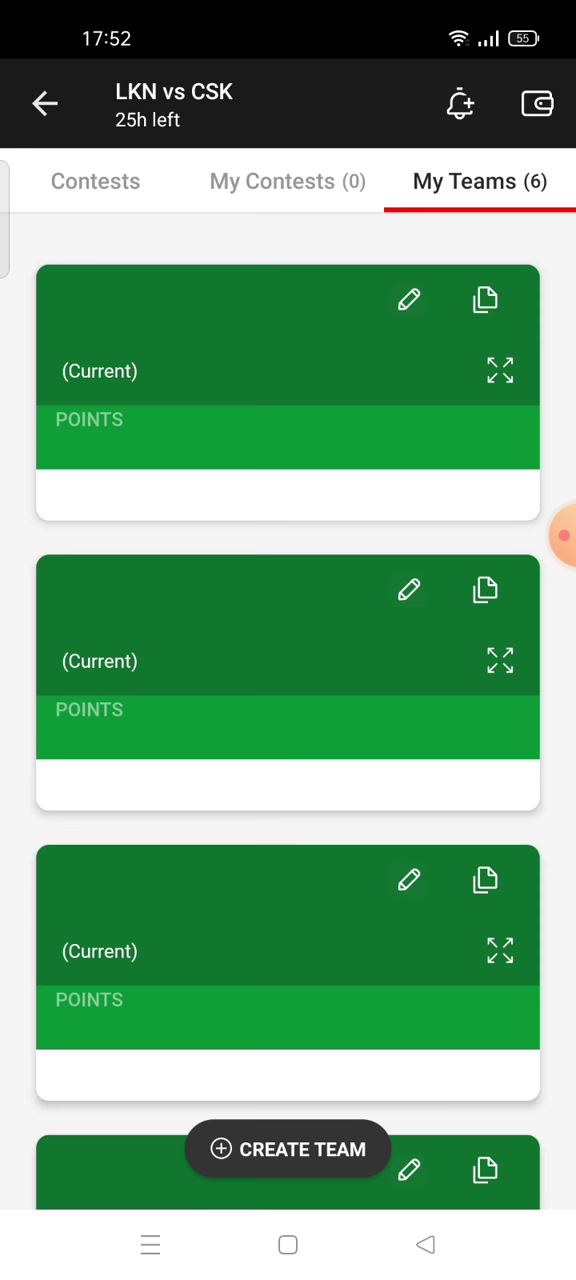 17:52
55
LKN vs CSK
25h left
Contests
My Contests (0)
My Teams (6)
(Current)
POINTS
(Current)
POINTS
(Current)
POINTS
CREATE TEAM